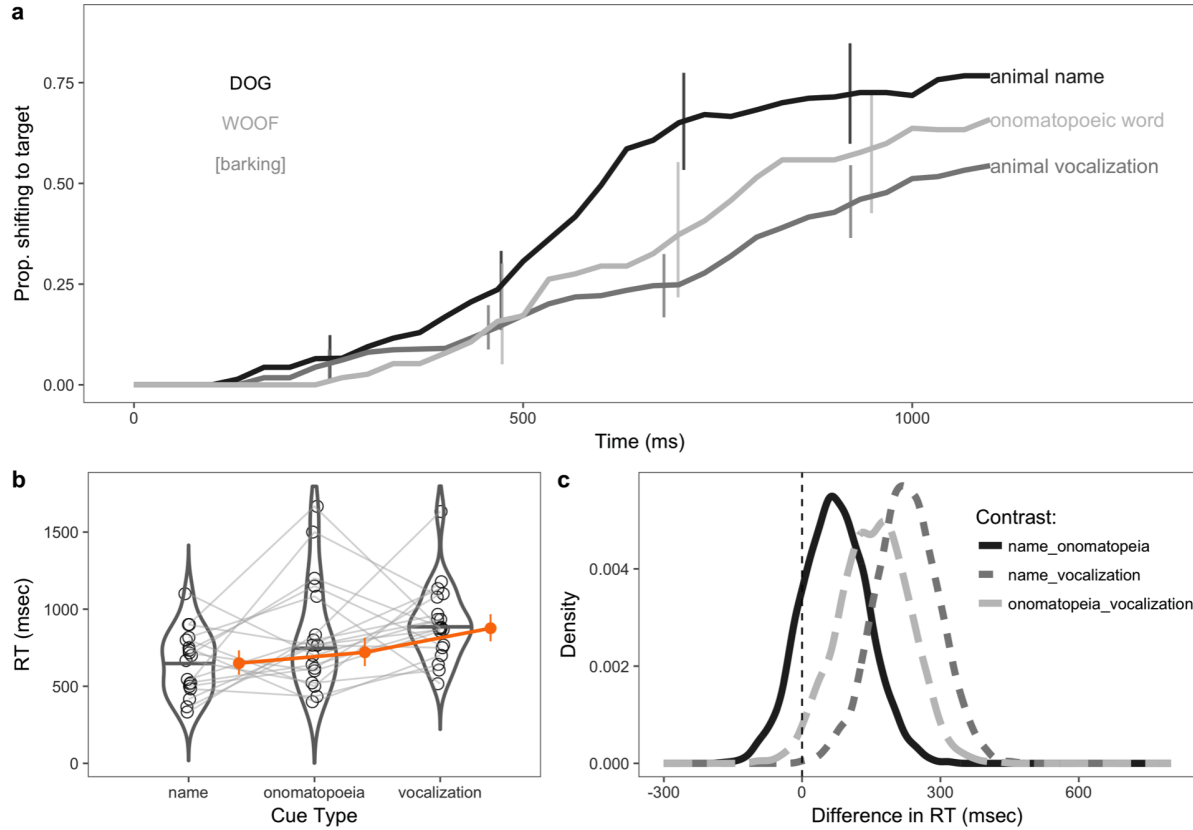 a
Prop. shifting to target
0.75
0.50
0.25
0.00
DOG
WOOF
[barking]
animal name
onomatopoeic word
animal vocalization
0
500
1000
Time (ms)
b
RT (msec)
1500
1000
500
0
name
onomatopoeia
vocalization
Cue Type
c
Density
0.004
0.002
0.000
Contrast:
name_onomatopeia
name_vocalization
onomatopeia_vocalization
-300
0
300
600
Difference in RT (msec)